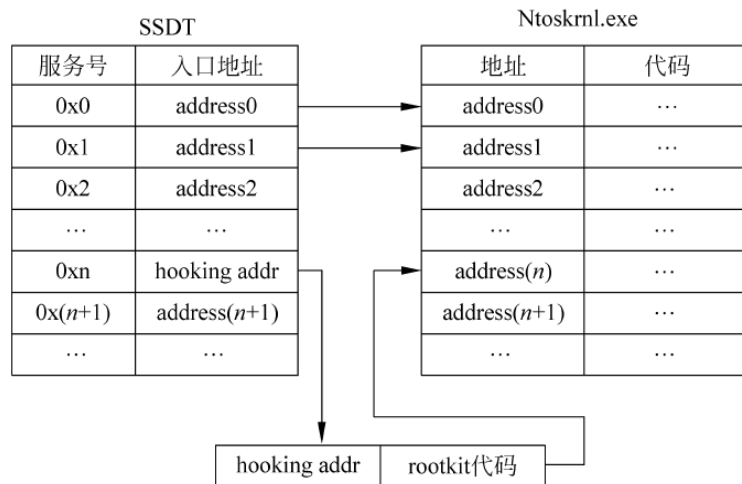 SSDT Ntoskrnl.exe
服务号 入口地址 地址 代码
0x0 address0 address0 …
0x1 address1 address1 …
0x2 address2 address2 …
… … … …
0xn hooking addr address(n) …
0x(n+1) address(n+1) address(n+1) …
… … … …
hooking addr rootkit代码